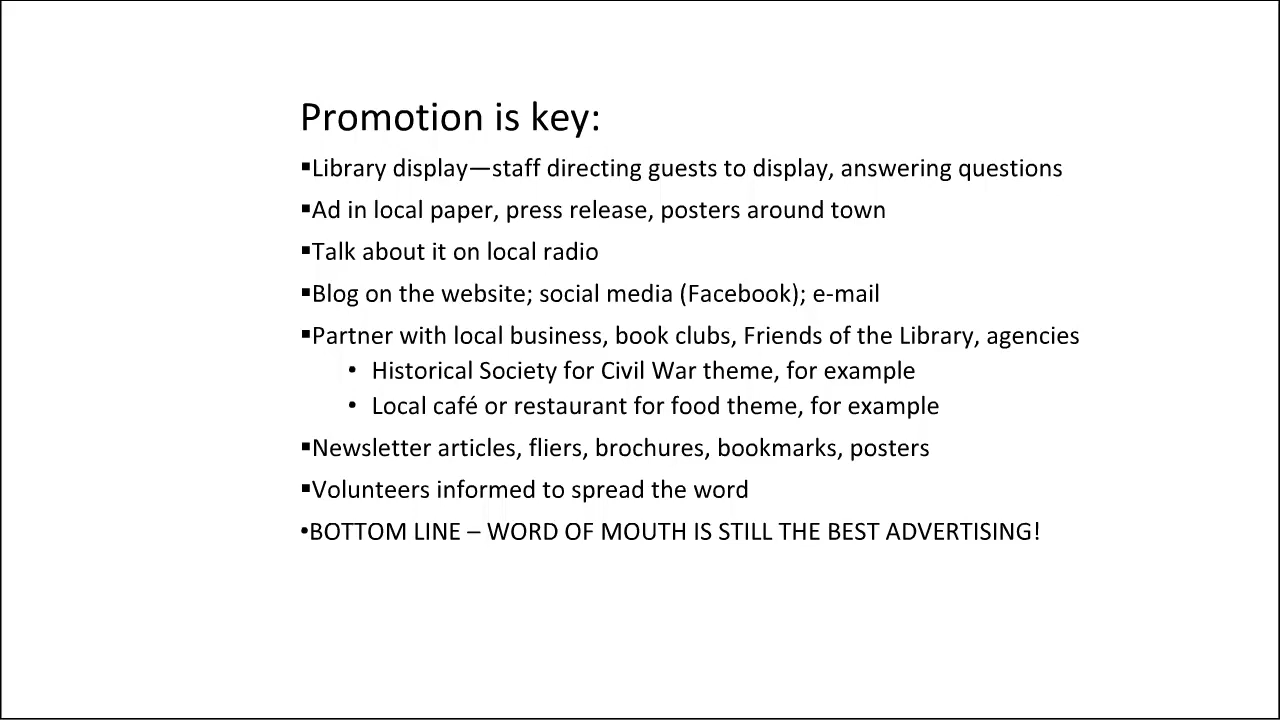 Promotion is key:
▪Library display—staff directing guests to display, answering questions
▪Ad in local paper, press release, posters around town
▪Talk about it on local radio
▪Blog on the website; social media (Facebook); e-mail
▪Partner with local business, book clubs, Friends of the Library, agencies
• Historical Society for Civil War theme, for example
• Local café or restaurant for food theme, for example
▪Newsletter articles, fliers, brochures, bookmarks, posters
▪Volunteers informed to spread the word
•BOTTOM LINE – WORD OF MOUTH IS STILL THE BEST ADVERTISING!